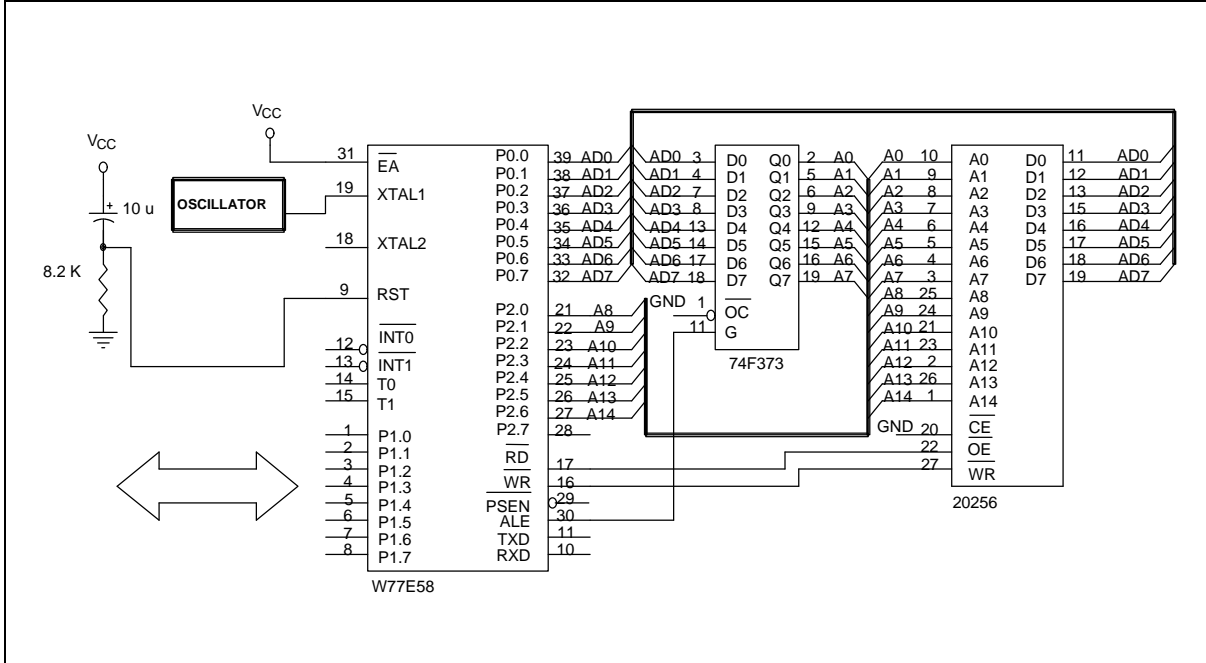 VCC
VCC
10 u
+
8.2 K
OSCILLATOR
31 EA
19 XTAL1
18 XTAL2
9 RST
12 INT0
13 INT1
14 T0
15 T1
1 P1.0
2 P1.1
3 P1.2
4 P1.3
5 P1.4
6 P1.5
7 P1.6
8 P1.7
P0.0 39 AD0
P0.1 38 AD1
P0.2 37 AD2
P0.3 36 AD3
P0.4 35 AD4
P0.5 34 AD5
P0.6 33 AD6
P0.7 32 AD7
P2.0 21 A8
P2.1 22 A9
P2.2 23 A10
P2.3 24 A11
P2.4 25 A12
P2.5 26 A13
P2.6 27 A14
P2.7 28
RD 17
WR 16
PSEN 29
ALE 30
TXD 11
RXD 10
W77E58
AD0 3 D0 Q0 2 A0
AD1 4 D1 Q1 5 A1
AD2 7 D2 Q2 6 A2
AD3 8 D3 Q3 9 A3
AD4 13 D4 Q4 12 A4
AD5 14 D5 Q5 15 A5
AD6 17 D6 Q6 16 A6
AD7 18 D7 Q7 19 A7
GND 1 OC
11 G
74F373
A0 10 A0 D0 11 AD0
A1 9 A1 D1 12 AD1
A2 8 A2 D2 13 AD2
A3 7 A3 D3 15 AD3
A4 6 A4 D4 16 AD4
A5 5 A5 D5 17 AD5
A6 4 A6 D6 18 AD6
A7 3 A7 D7 19 AD7
A8 25 A8
A9 24 A9
A10 21 A10
A11 23 A11
A12 2 A12
A13 26 A13
A14 1 A14
GND 20 CE
22 OE
27 WR
20256